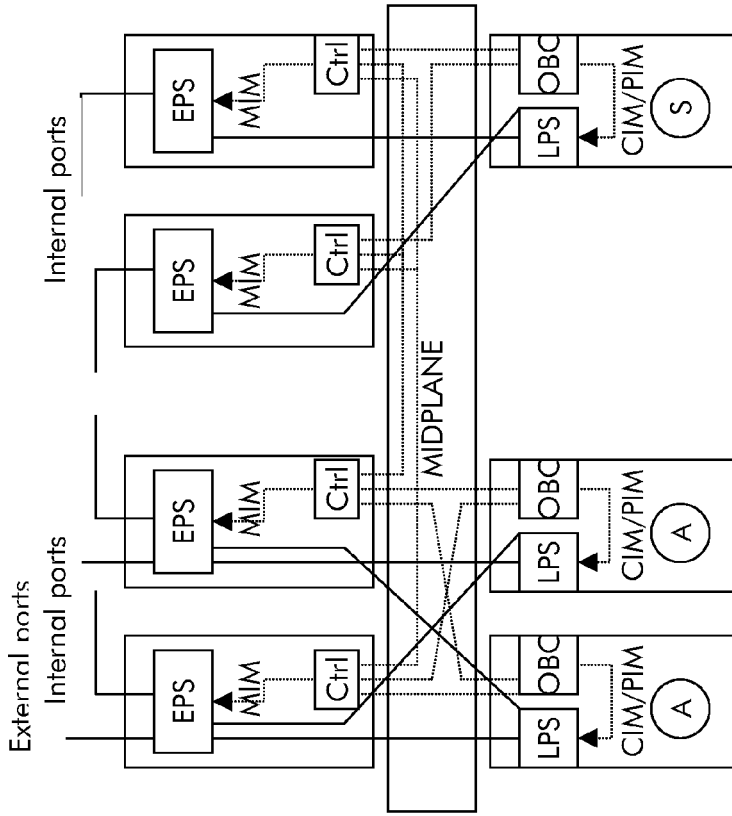 External ports
Internal ports
Internal ports
EPS
MIM
Ctrl
EPS
MIM
Ctrl
EPS
MIM
Ctrl
EPS
MIM
Ctrl
MIDPLANE
LPS
OBC
CIM/PIM
A
LPS
OBC
CIM/PIM
A
LPS
OBC
CIM/PIM
S